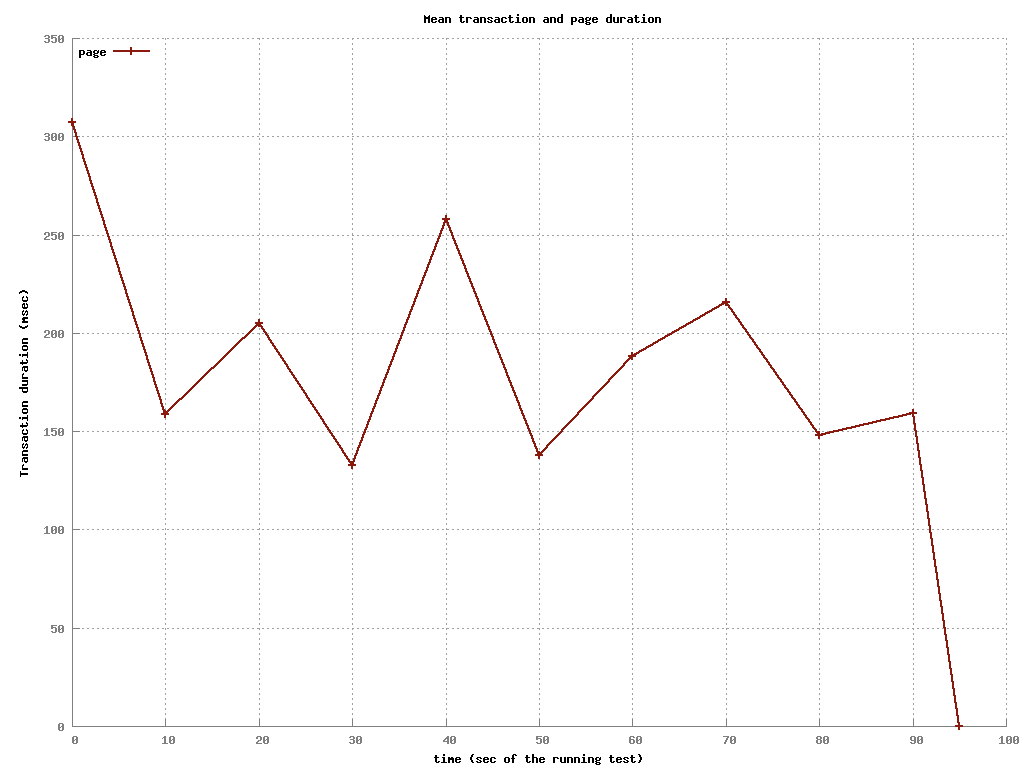 Mean transaction and page duration
page
350
300
250
200
150
100
50
0
Transaction duration (msec)
0 10 20 30 40 50 60 70 80 90 100
time (sec of the running test)